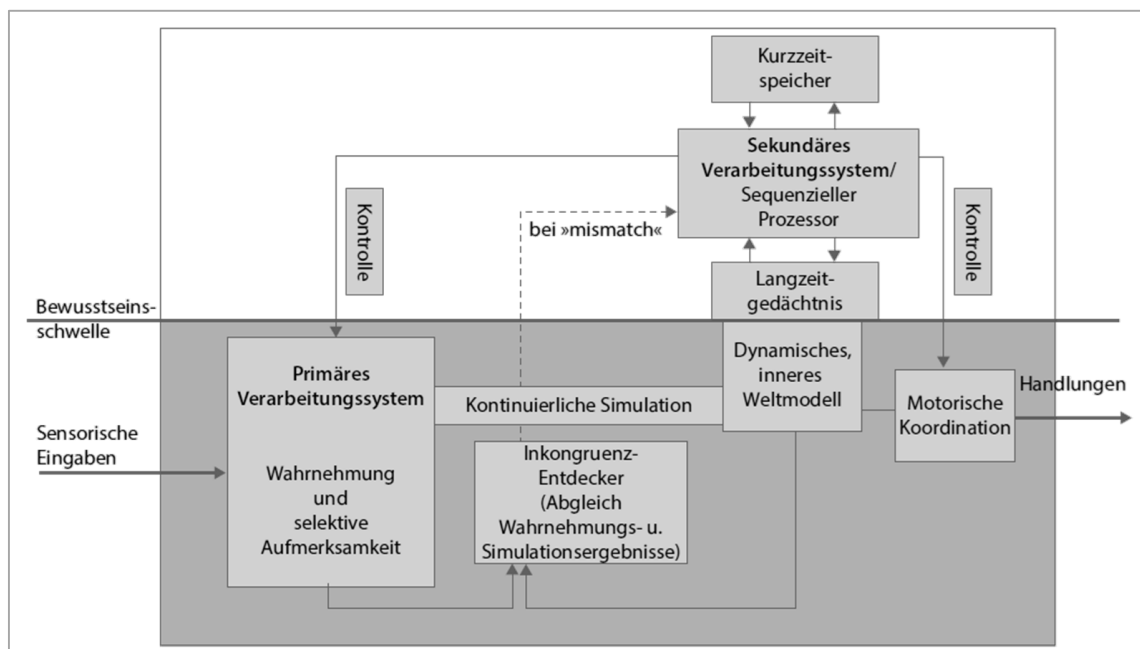 Kurzzeit-
speicher
Sekundäres
Verarbeitungssystem/
Sequenzieller
Prozessor
Kontrolle
bei »mismatch«
Kontrolle
Langzeit-
gedächtnis
Bewusstseins-
schwelle
Primäres
Verarbeitungssystem
Dynamisches,
inneres
Weltmodell
Kontinuierliche Simulation
Motorische
Koordination
Handlungen
Sensorische
Eingaben
Wahrnehmung
und
selektive
Aufmerksamkeit
Inkongruenz-
Entdecker
(Abgleich
Wahrnehmungs- u.
Simulationsergebnisse)